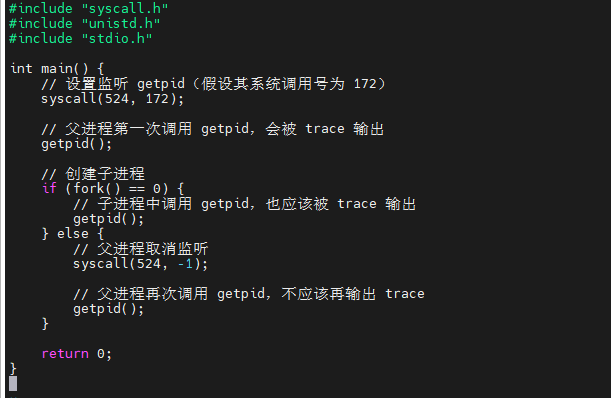 #include "syscall.h"
#include "unistd.h"
#include "stdio.h"

int main() {
    // 设置监听 getpid（假设其系统调用号为 172）
    syscall(524, 172);

    // 父进程第一次调用 getpid，会被 trace 输出
    getpid();

    // 创建子进程
    if (fork() == 0) {
        // 子进程中调用 getpid，也应该被 trace 输出
        getpid();
    } else {
        // 父进程取消监听
        syscall(524, -1);

        // 父进程再次调用 getpid，不应该再输出 trace
        getpid();
    }

    return 0;
}